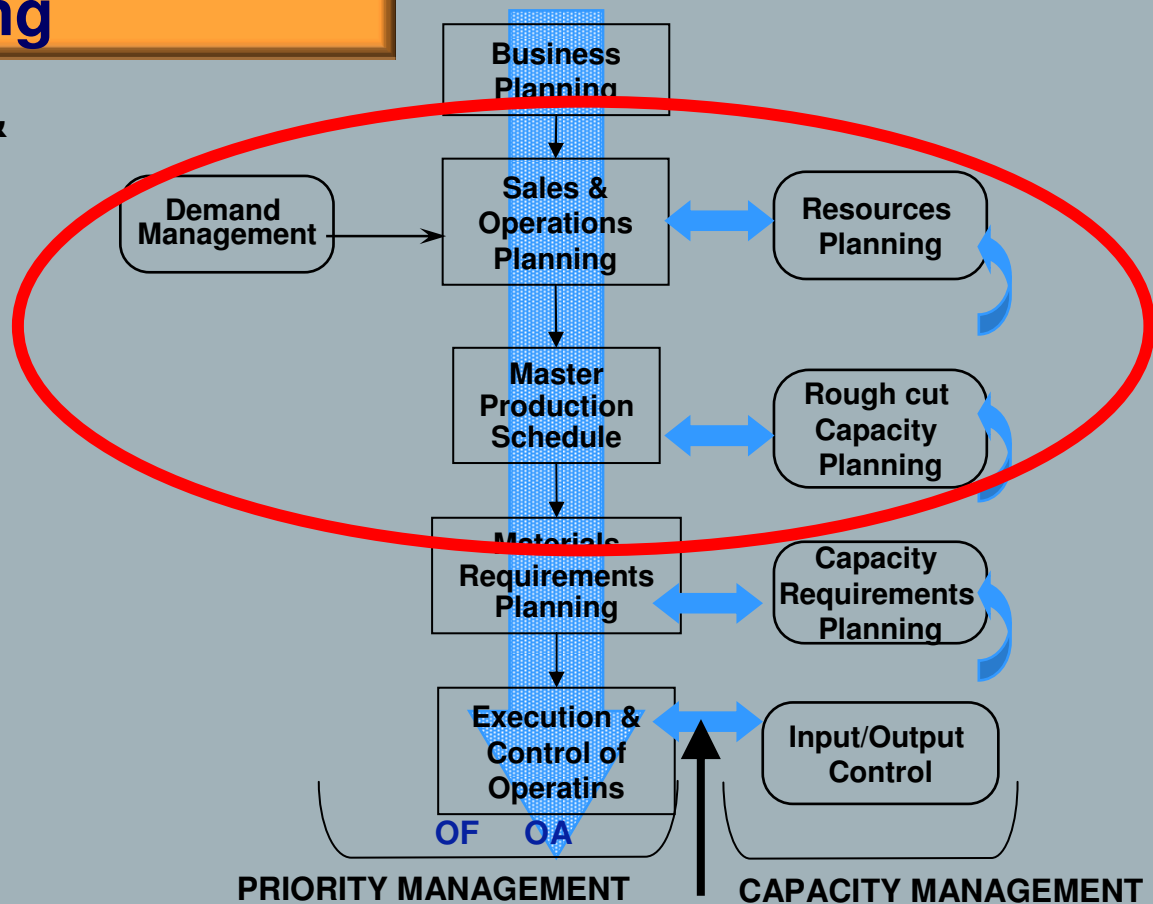 ng
&
Business
Planning
Demand
Management
Sales &
Operations
Planning
Resources
Planning
Master
Production
Schedule
Rough cut
Capacity
Planning
Materials
Requirements
Planning
Capacity
Requirements
Planning
Execution &
Control of
Operatins
Input/Output
Control
OF OA
PRIORITY MANAGEMENT
CAPACITY MANAGEMENT